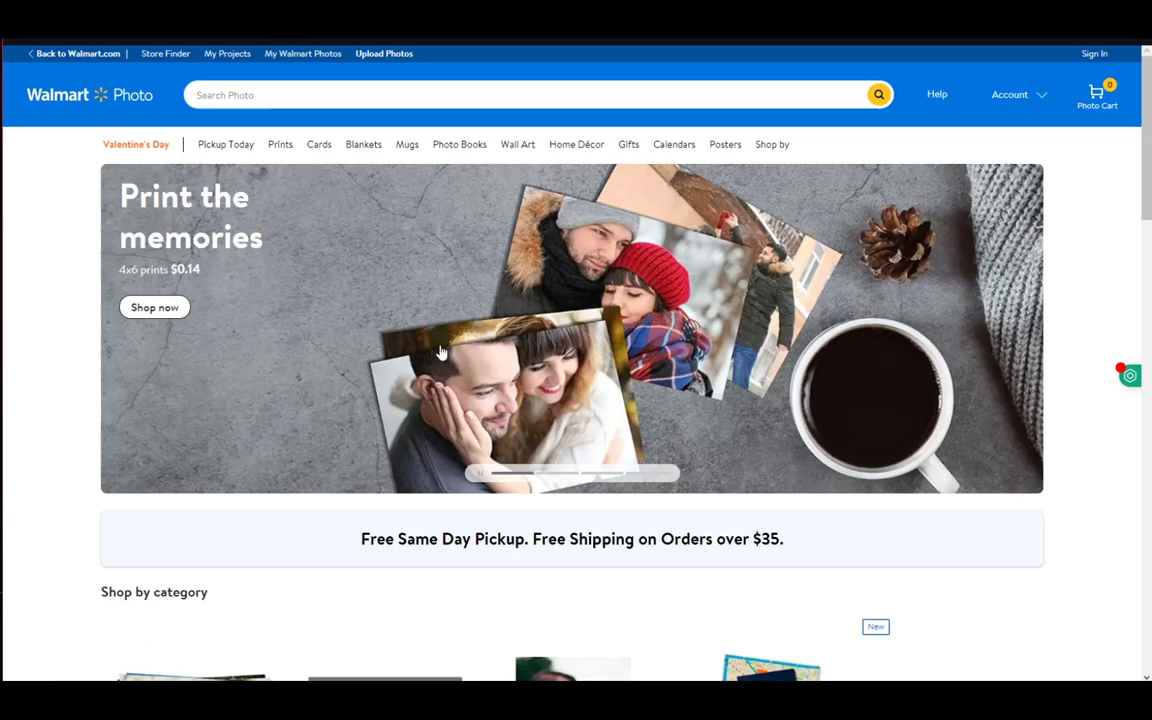 Back to Walmart.com | Store Finder My Projects My Walmart Photos Upload Photos Sign In
Walmart Photo Search Photo Help Account 0
Photo Cart
Valentine's Day | Pickup Today Prints Cards Blankets Mugs Photo Books Wall Art Home Décor Gifts Calendars Posters Shop by
Print the
memories
4x6 prints $0.14
Shop now
Free Same Day Pickup. Free Shipping on Orders over $35.
Shop by category
New